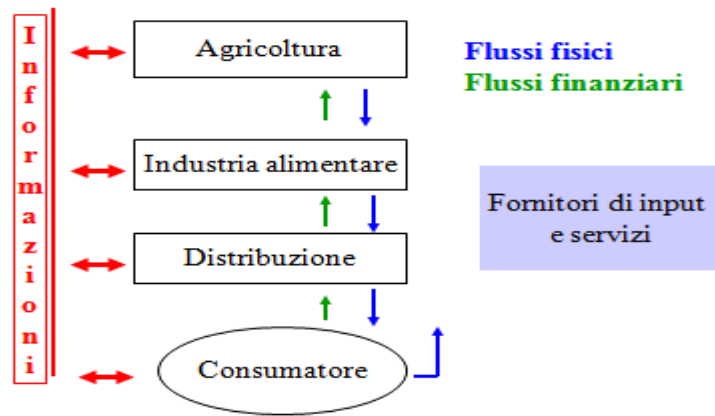 Informazioni
Agricoltura
Flussi fisici
Flussi finanziari
Industria alimentare
Fornitori di input
e servizi
Distribuzione
Consumatore